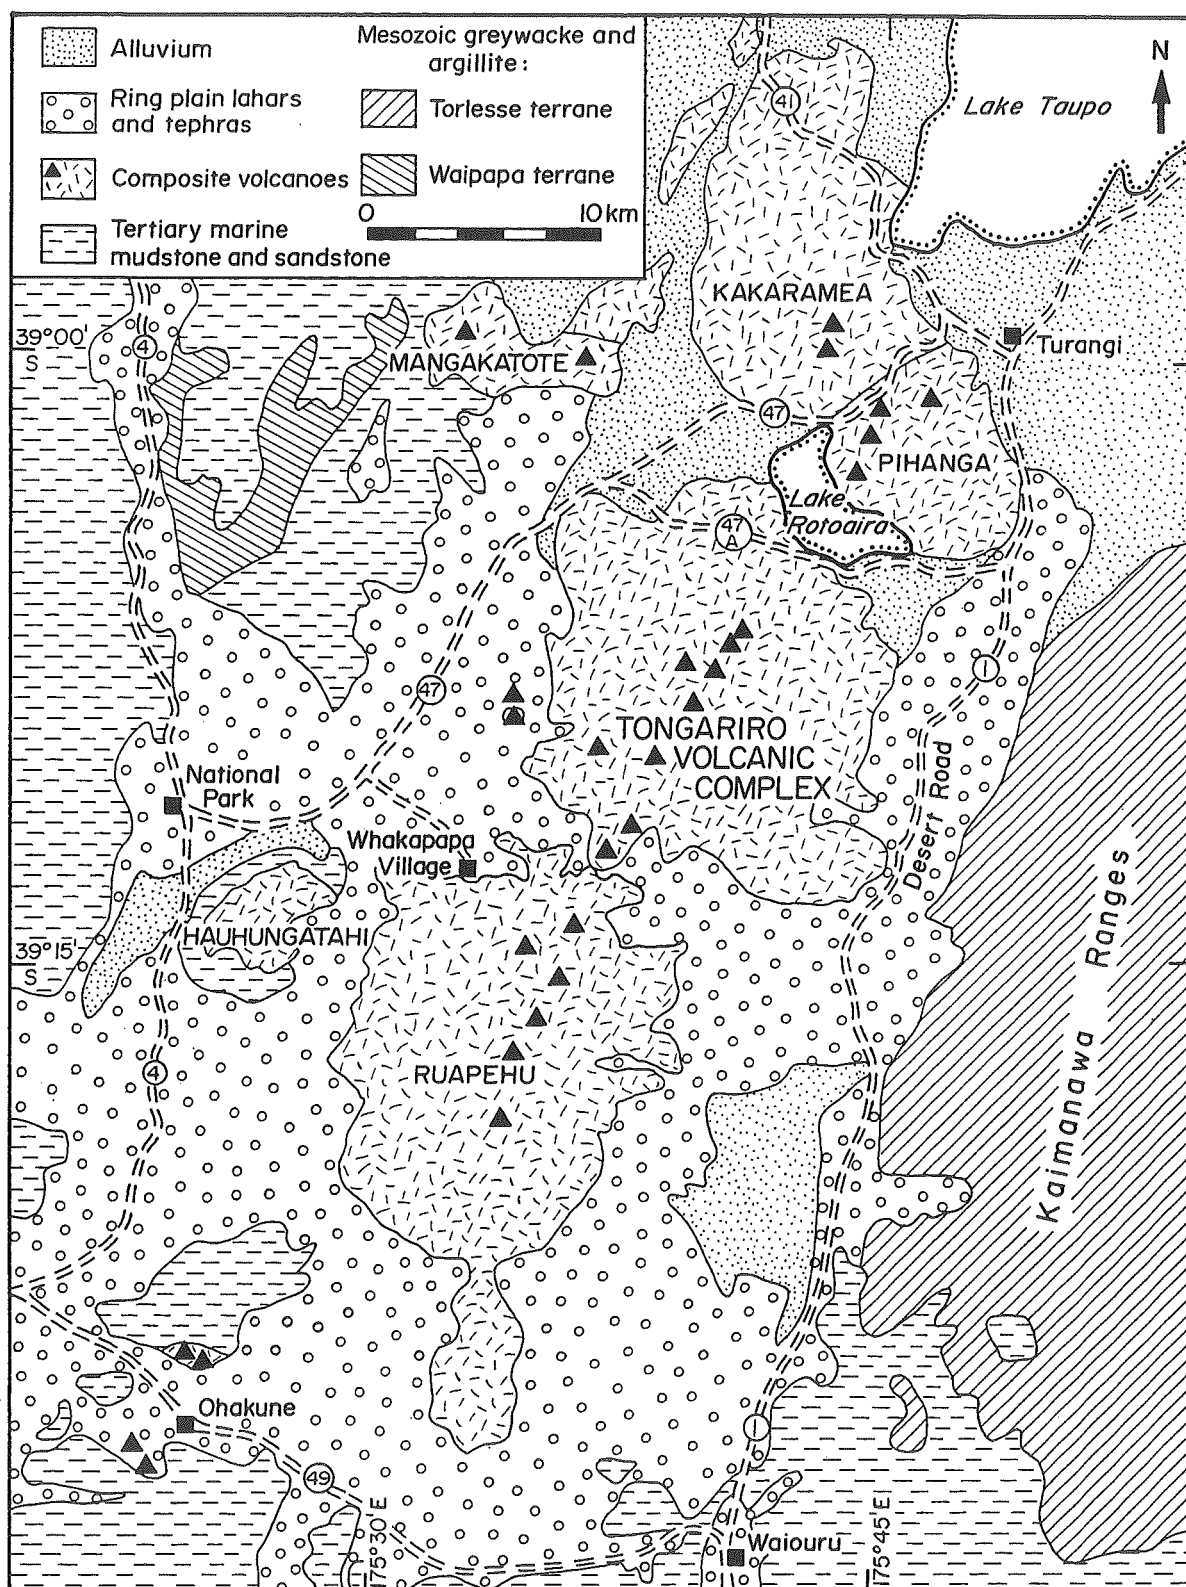 Alluvium
Ring plain lahars
and tephras
Composite volcanoes
Tertiary marine
mudstone and sandstone
Mesozoic greywacke and
argillite:
Torlesse terrane
Waipapa terrane
0 10 km
N
41
Lake Taupo
KAKARAMEA
39°00'
S
4
MANGAKATOTE
Turangi
47
PIHANGA
Lake
Rotoaira
47
A
1
47
TONGARIRO
VOLCANIC
COMPLEX
National
Park
Desert Road
Whakapapa
Village
HAUHUNGATAHI
39°15'
S
Kaimanawa Ranges
4
RUAPEHU
Ohakune
1
49
175°30'E
Waiouru
175°45'E